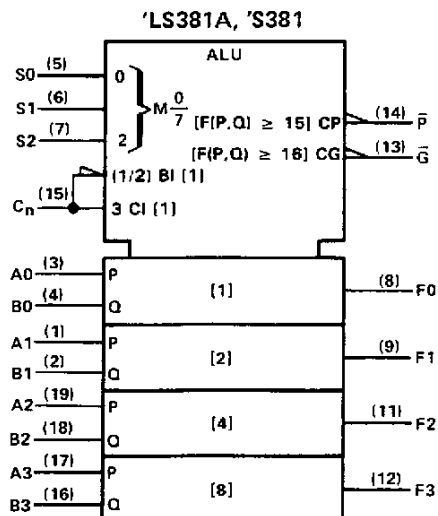 'LS381A, 'S381
ALU
S0 (5) 0
S1 (6)
M 0/7
S2 (7) 2
[F(P,Q) ≥ 15] CP (14) P̅
[F(P,Q) ≥ 16] CG (13) G̅
(1/2) BI [1]
Cn (15) 3 CI [1]
A0 (3) P
[1] (8) F0
B0 (4) Q
A1 (1) P
[2] (9) F1
B1 (2) Q
A2 (19) P
[4] (11) F2
B2 (18) Q
A3 (17) P
[8] (12) F3
B3 (16) Q